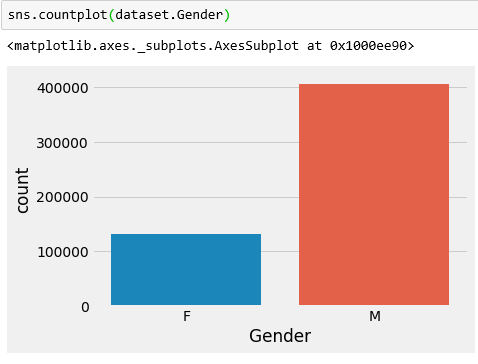 sns.countplot(dataset.Gender)
<matplotlib.axes._subplots.AxesSubplot at 0x1000ee90>
400000
300000
200000
100000
0
count
F M
Gender